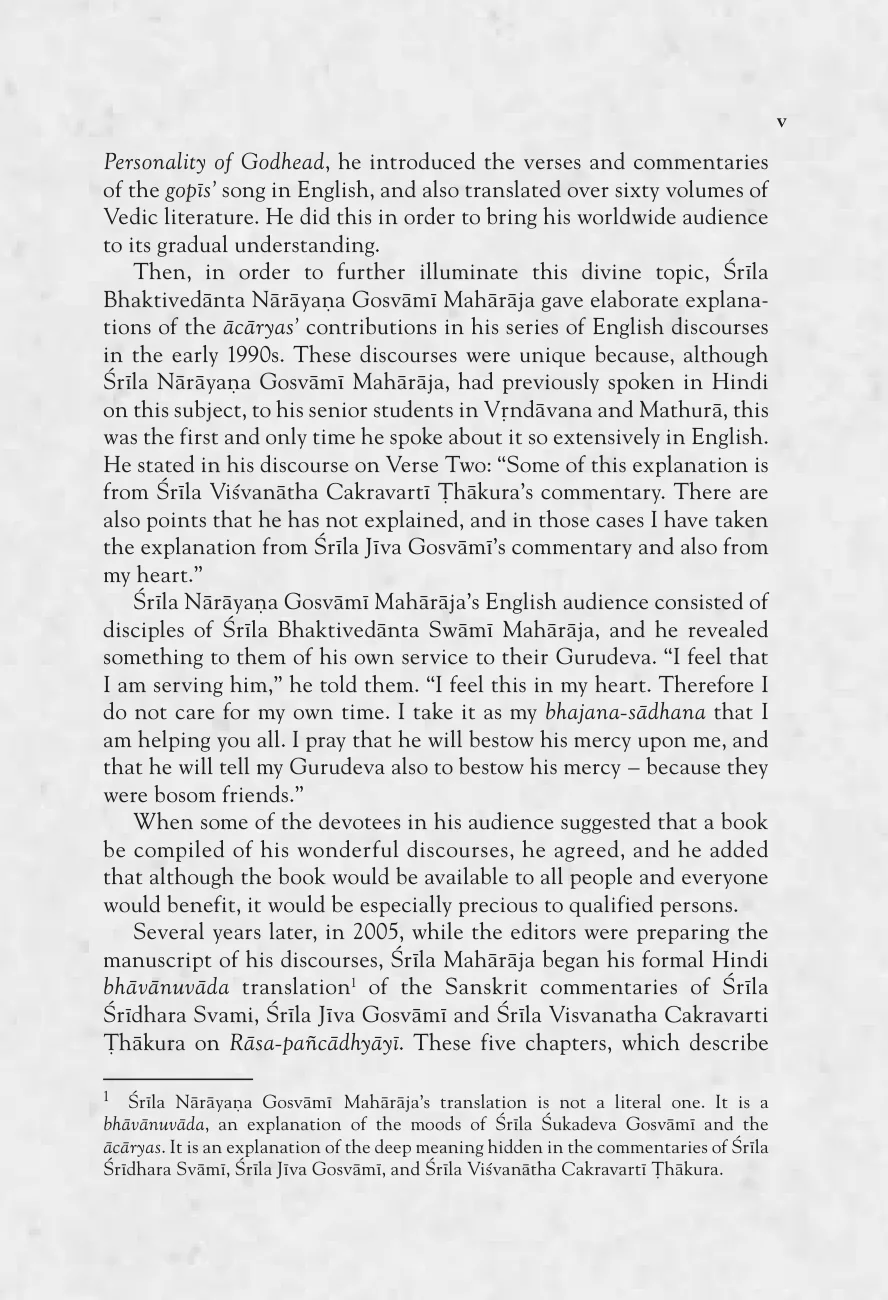 v
Personality of Godhead, he introduced the verses and commentaries
of the gopīs’ song in English, and also translated over sixty volumes of
Vedic literature. He did this in order to bring his worldwide audience
to its gradual understanding.
Then, in order to further illuminate this divine topic, Śrīla
Bhaktivedānta Nārāyaṇa Gosvāmī Mahārāja gave elaborate explana-
tions of the ācāryas’ contributions in his series of English discourses
in the early 1990s. These discourses were unique because, although
Śrīla Nārāyaṇa Gosvāmī Mahārāja, had previously spoken in Hindi
on this subject, to his senior students in Vṛndāvana and Mathurā, this
was the first and only time he spoke about it so extensively in English.
He stated in his discourse on Verse Two: “Some of this explanation is
from Śrīla Viśvanātha Cakravartī Ṭhākura’s commentary. There are
also points that he has not explained, and in those cases I have taken
the explanation from Śrīla Jīva Gosvāmī’s commentary and also from
my heart.”
Śrīla Nārāyaṇa Gosvāmī Mahārāja’s English audience consisted of
disciples of Śrīla Bhaktivedānta Swāmī Mahārāja, and he revealed
something to them of his own service to their Gurudeva. “I feel that
I am serving him,” he told them. “I feel this in my heart. Therefore I
do not care for my own time. I take it as my bhajana-sādhana that I
am helping you all. I pray that he will bestow his mercy upon me, and
that he will tell my Gurudeva also to bestow his mercy – because they
were bosom friends.”
When some of the devotees in his audience suggested that a book
be compiled of his wonderful discourses, he agreed, and he added
that although the book would be available to all people and everyone
would benefit, it would be especially precious to qualified persons.
Several years later, in 2005, while the editors were preparing the
manuscript of his discourses, Śrīla Mahārāja began his formal Hindi
bhāvānuvāda translation¹ of the Sanskrit commentaries of Śrīla
Śrīdhara Svami, Śrīla Jīva Gosvāmī and Śrīla Visvanatha Cakravarti
Ṭhākura on Rāsa-pañcādhyāyī. These five chapters, which describe
¹ Śrīla Nārāyaṇa Gosvāmī Mahārāja’s translation is not a literal one. It is a
bhāvānuvāda, an explanation of the moods of Śrīla Śukadeva Gosvāmī and the
ācāryas. It is an explanation of the deep meaning hidden in the commentaries of Śrīla
Śrīdhara Svāmī, Śrīla Jīva Gosvāmī, and Śrīla Viśvanātha Cakravartī Ṭhākura.